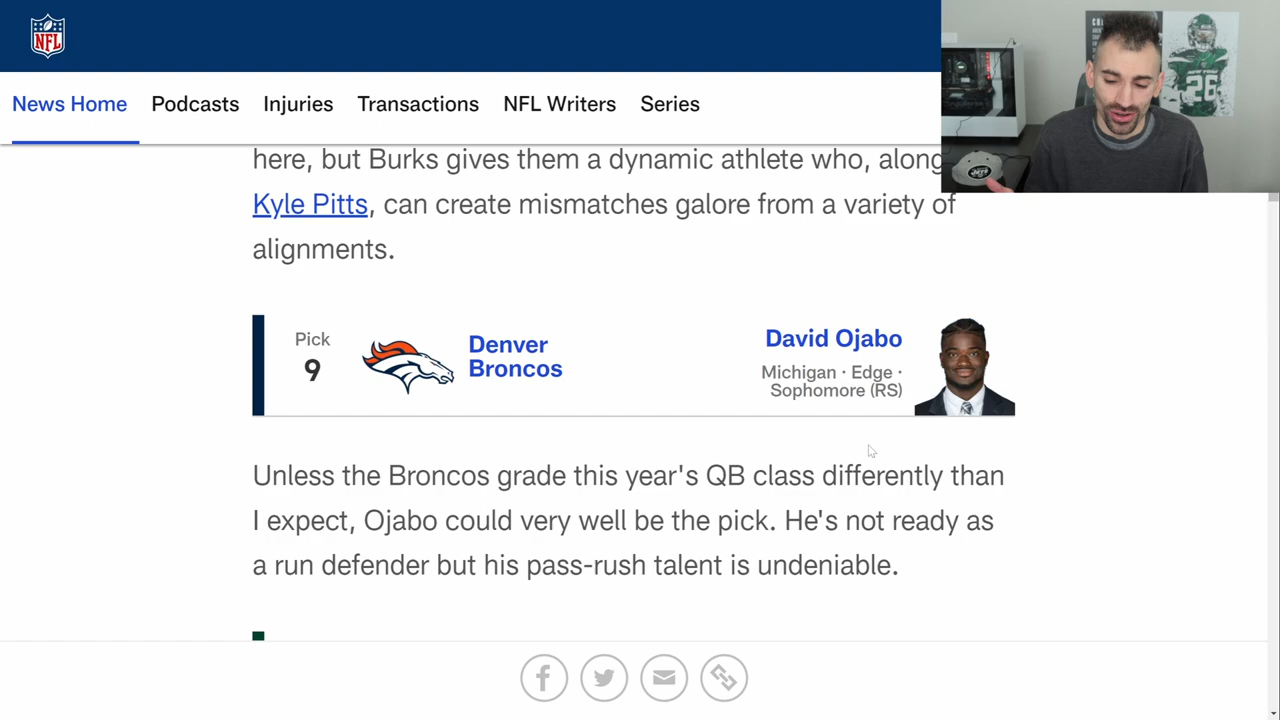 NFL
News Home Podcasts Injuries Transactions NFL Writers Series
here, but Burks gives them a dynamic athlete who, along
Kyle Pitts, can create mismatches galore from a variety of
alignments.
Pick
9
Denver
Broncos
David Ojabo
Michigan · Edge ·
Sophomore (RS)
Unless the Broncos grade this year's QB class differently than
I expect, Ojabo could very well be the pick. He's not ready as
a run defender but his pass-rush talent is undeniable.
JETS
26